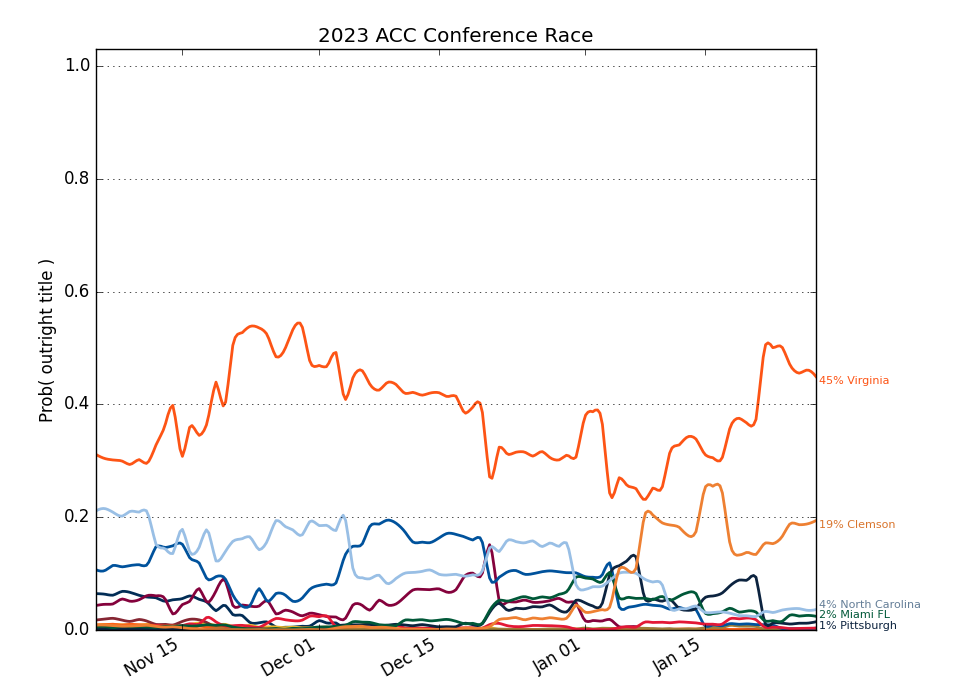 2023 ACC Conference Race
Prob( outright title )
1.0
0.8
0.6
0.4
0.2
0.0
Nov 15
Dec 01
Dec 15
Jan 01
Jan 15
45% Virginia
19% Clemson
4% North Carolina
2% Miami FL
1% Pittsburgh